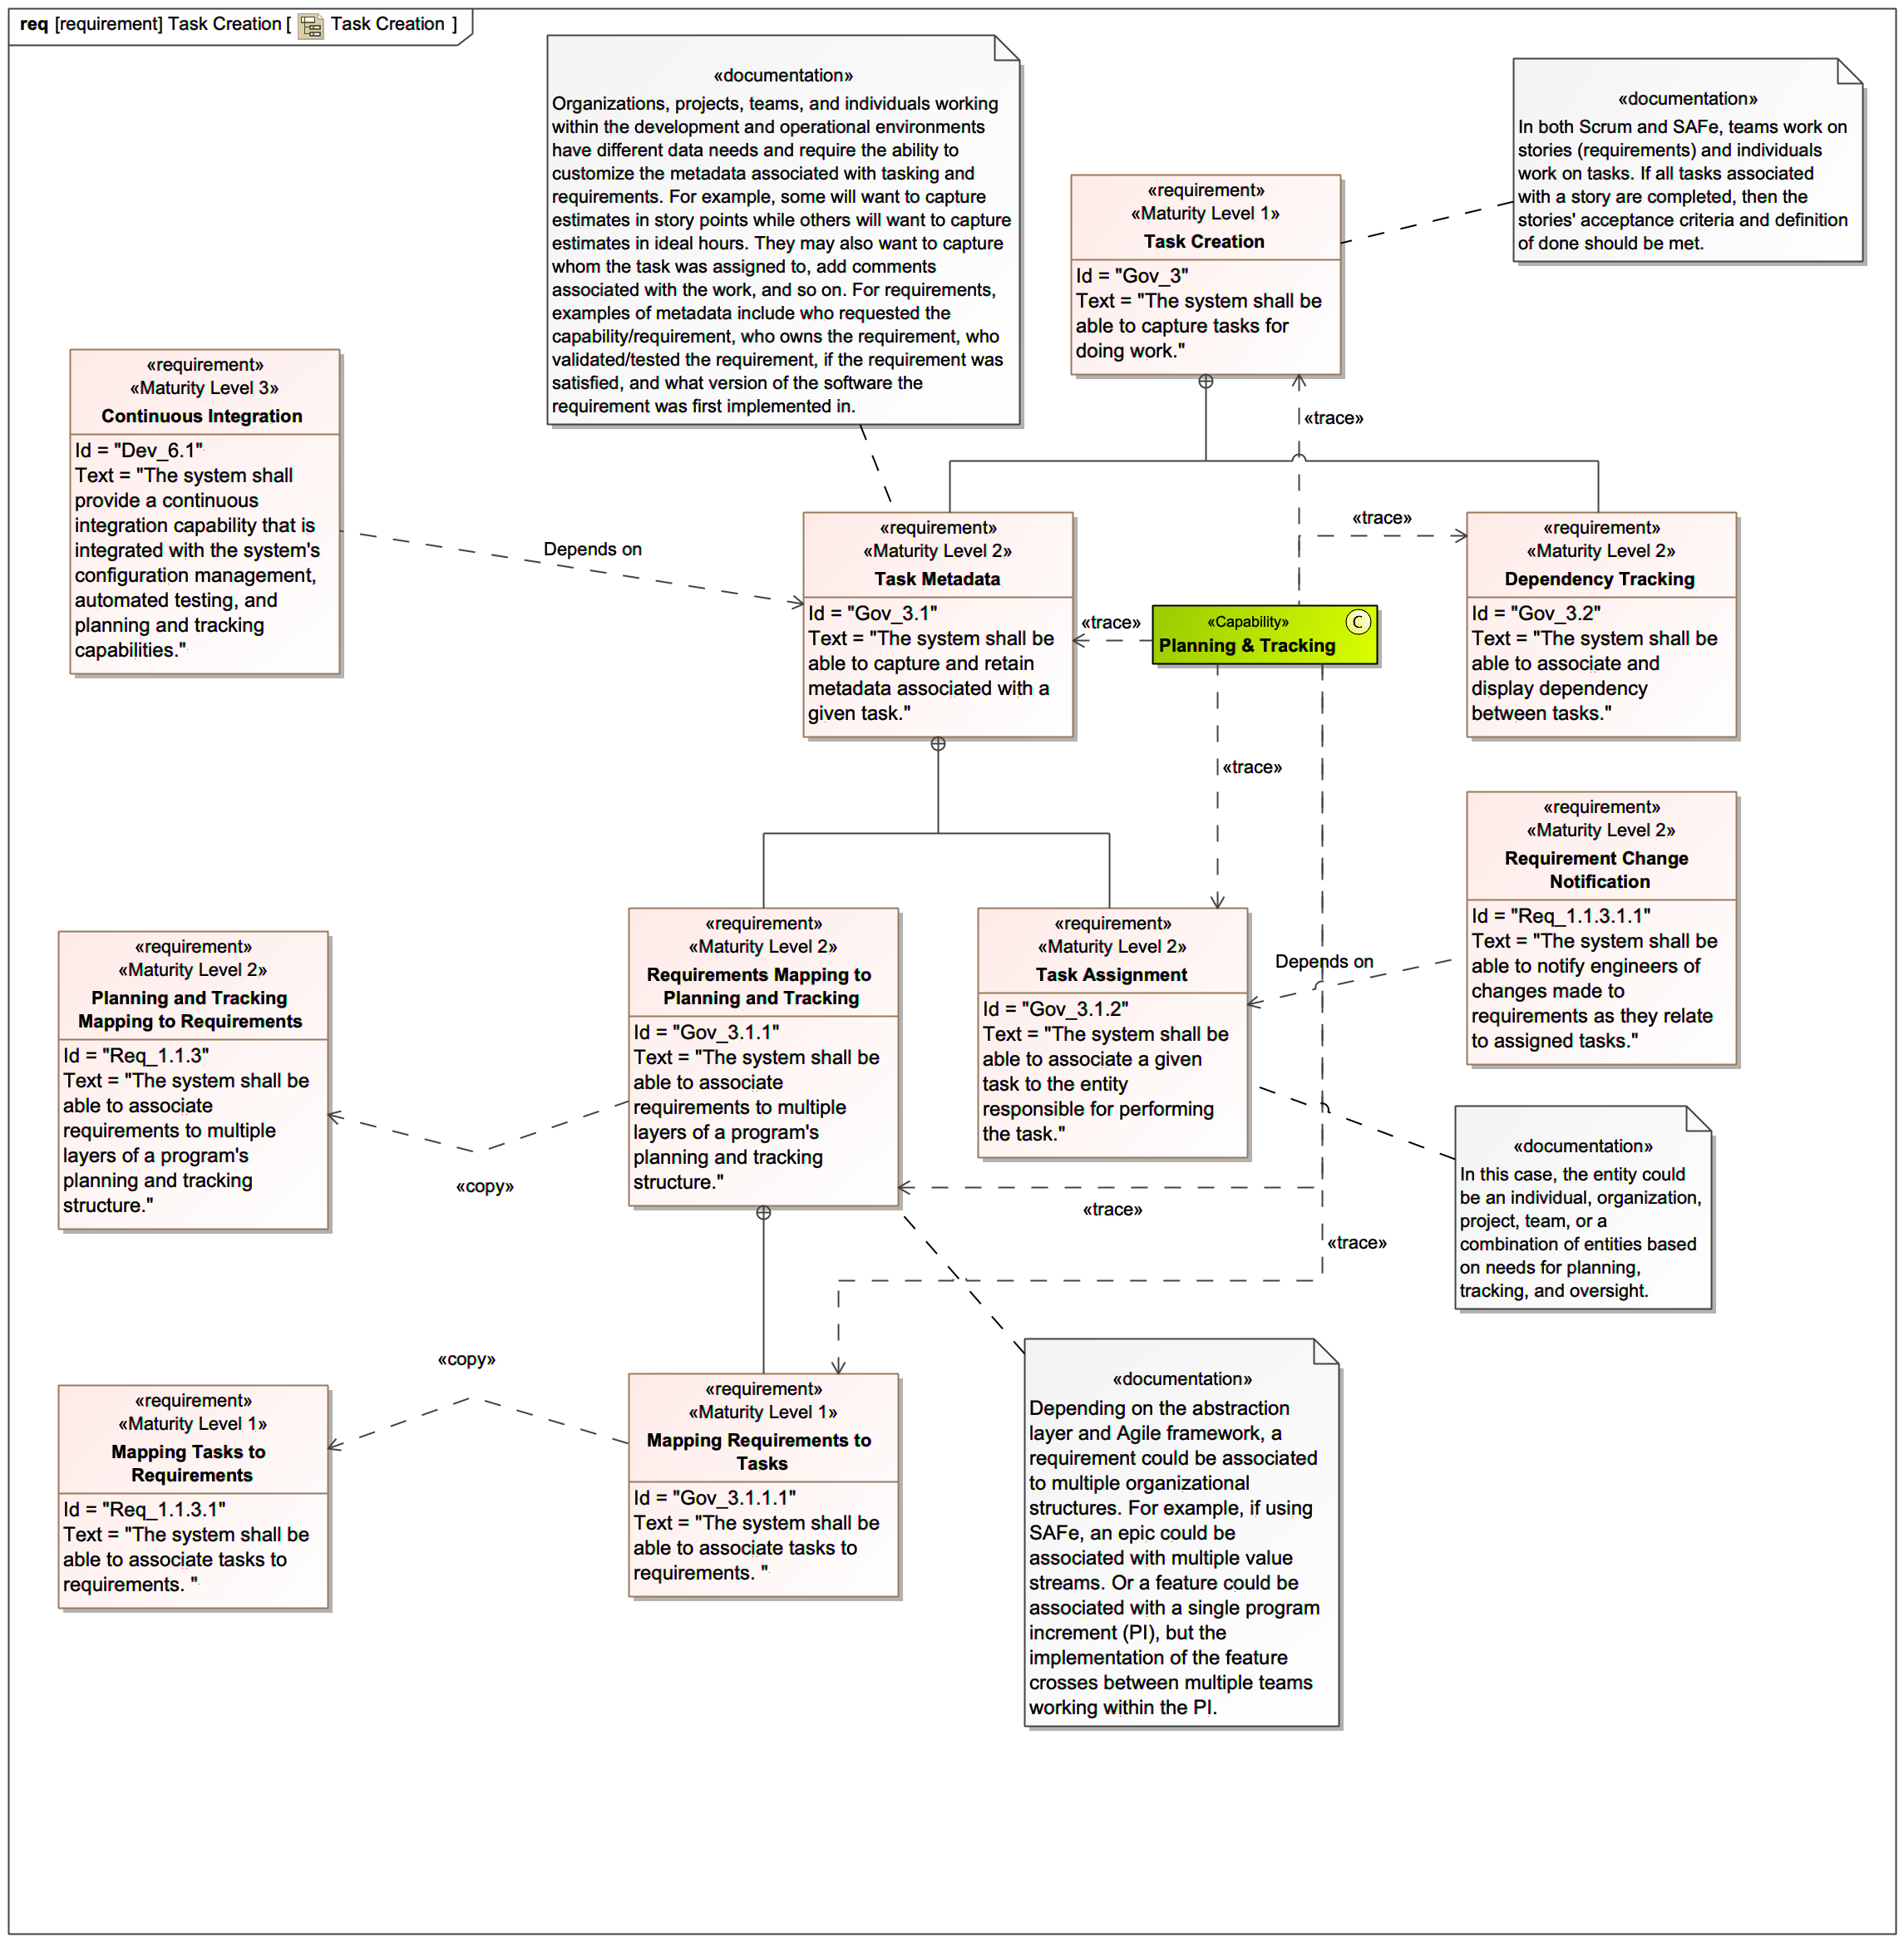 req [requirement] Task Creation [ Task Creation ]
«documentation»
Organizations, projects, teams, and individuals working
within the development and operational environments
have different data needs and require the ability to
customize the metadata associated with tasking and
requirements. For example, some will want to capture
estimates in story points while others will want to capture
estimates in ideal hours. They may also want to capture
whom the task was assigned to, add comments
associated with the work, and so on. For requirements,
examples of metadata include who requested the
capability/requirement, who owns the requirement, who
validated/tested the requirement, if the requirement was
satisfied, and what version of the software the
requirement was first implemented in.
«documentation»
In both Scrum and SAFe, teams work on
stories (requirements) and individuals
work on tasks. If all tasks associated
with a story are completed, then the
stories' acceptance criteria and definition
of done should be met.
«requirement»
«Maturity Level 1»
Task Creation
Id = "Gov_3"
Text = "The system shall be
able to capture tasks for
doing work."
«requirement»
«Maturity Level 3»
Continuous Integration
Id = "Dev_6.1"
Text = "The system shall
provide a continuous
integration capability that is
integrated with the system's
configuration management,
automated testing, and
planning and tracking
capabilities."
«trace»
«trace»
Depends on
«requirement»
«Maturity Level 2»
Task Metadata
Id = "Gov_3.1"
Text = "The system shall be
able to capture and retain
metadata associated with a
given task."
«trace»
«Capability»
C
Planning & Tracking
«requirement»
«Maturity Level 2»
Dependency Tracking
Id = "Gov_3.2"
Text = "The system shall be
able to associate and
display dependency
between tasks."
«trace»
«requirement»
«Maturity Level 2»
Requirement Change
Notification
Id = "Req_1.1.3.1.1"
Text = "The system shall be
able to notify engineers of
changes made to
requirements as they relate
to assigned tasks."
«requirement»
«Maturity Level 2»
Planning and Tracking
Mapping to Requirements
Id = "Req_1.1.3"
Text = "The system shall be
able to associate
requirements to multiple
layers of a program's
planning and tracking
structure."
«copy»
«requirement»
«Maturity Level 2»
Requirements Mapping to
Planning and Tracking
Id = "Gov_3.1.1"
Text = "The system shall be
able to associate
requirements to multiple
layers of a program's
planning and tracking
structure."
«requirement»
«Maturity Level 2»
Task Assignment
Id = "Gov_3.1.2"
Text = "The system shall be
able to associate a given
task to the entity
responsible for performing
the task."
Depends on
«documentation»
In this case, the entity could
be an individual, organization,
project, team, or a
combination of entities based
on needs for planning,
tracking, and oversight.
«trace»
«trace»
«copy»
«requirement»
«Maturity Level 1»
Mapping Tasks to
Requirements
Id = "Req_1.1.3.1"
Text = "The system shall be
able to associate tasks to
requirements. "
«requirement»
«Maturity Level 1»
Mapping Requirements to
Tasks
Id = "Gov_3.1.1.1"
Text = "The system shall be
able to associate tasks to
requirements. "
«documentation»
Depending on the abstraction
layer and Agile framework, a
requirement could be associated
to multiple organizational
structures. For example, if using
SAFe, an epic could be
associated with multiple value
streams. Or a feature could be
associated with a single program
increment (PI), but the
implementation of the feature
crosses between multiple teams
working within the PI.